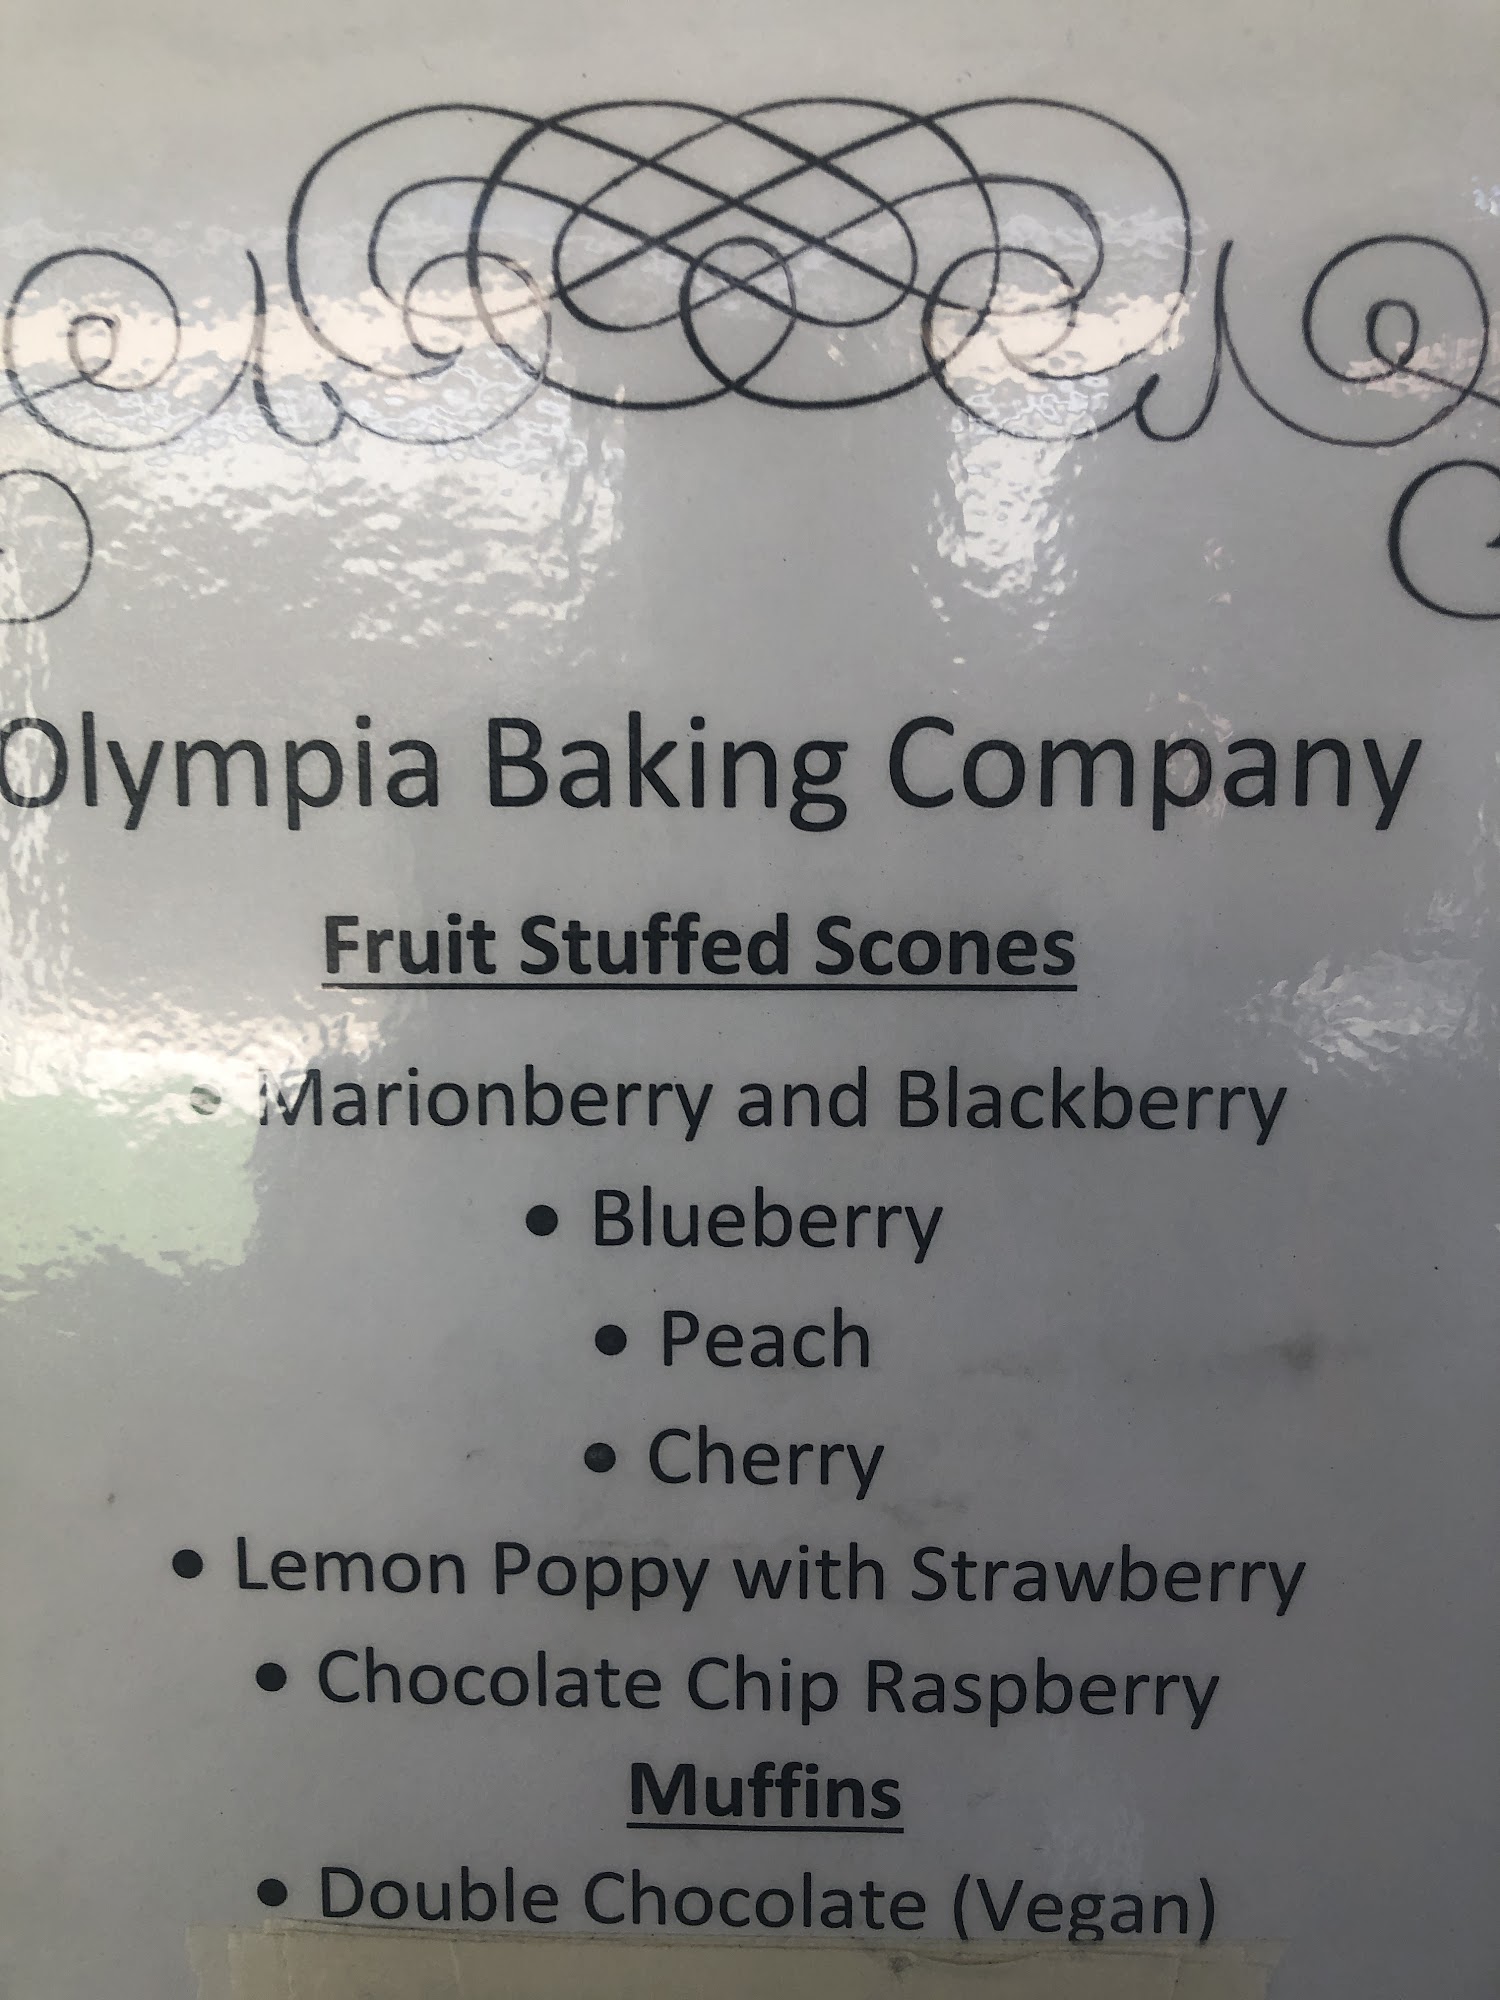 Olympia Baking Company
Fruit Stuffed Scones
• Marionberry and Blackberry
• Blueberry
• Peach
• Cherry
• Lemon Poppy with Strawberry
• Chocolate Chip Raspberry
Muffins
• Double Chocolate (Vegan)